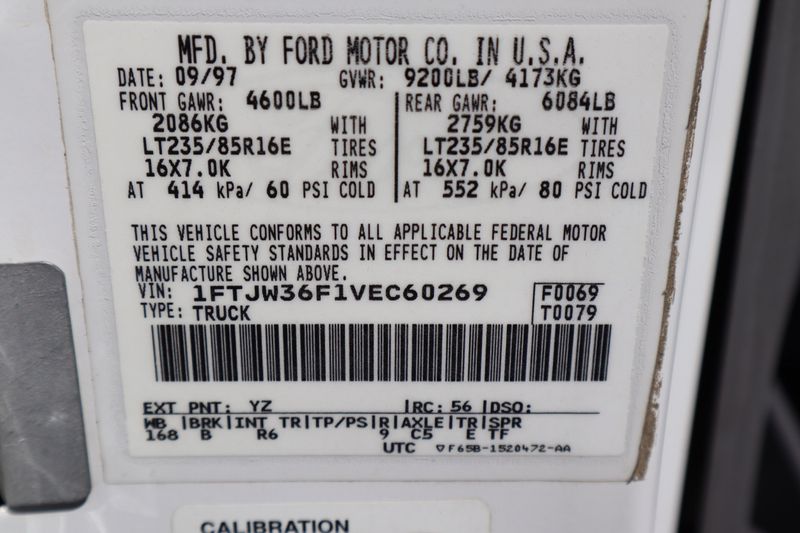 MFD. BY FORD MOTOR CO. IN U.S.A.
DATE: 09/97 GVWR: 9200LB/ 4173KG
FRONT GAWR: 4600LB REAR GAWR: 6084LB
2086KG WITH 2759KG WITH
LT235/85R16E TIRES LT235/85R16E TIRES
16X7.0K RIMS 16X7.0K RIMS
AT 414 kPa/ 60 PSI COLD AT 552 kPa/ 80 PSI COLD
THIS VEHICLE CONFORMS TO ALL APPLICABLE FEDERAL MOTOR
VEHICLE SAFETY STANDARDS IN EFFECT ON THE DATE OF
MANUFACTURE SHOWN ABOVE.
VIN: 1FTJW36F1VEC60269 F0069
TYPE: TRUCK T0079
EXT PNT: YZ |RC: 56 |DSO:
WB |BRK|INT TR|TP/PS|R|AXLE|TR|SPR
168 B R6 9 C5 E TF
UTC ▽F65B-1520472-AA
CALIBRATION